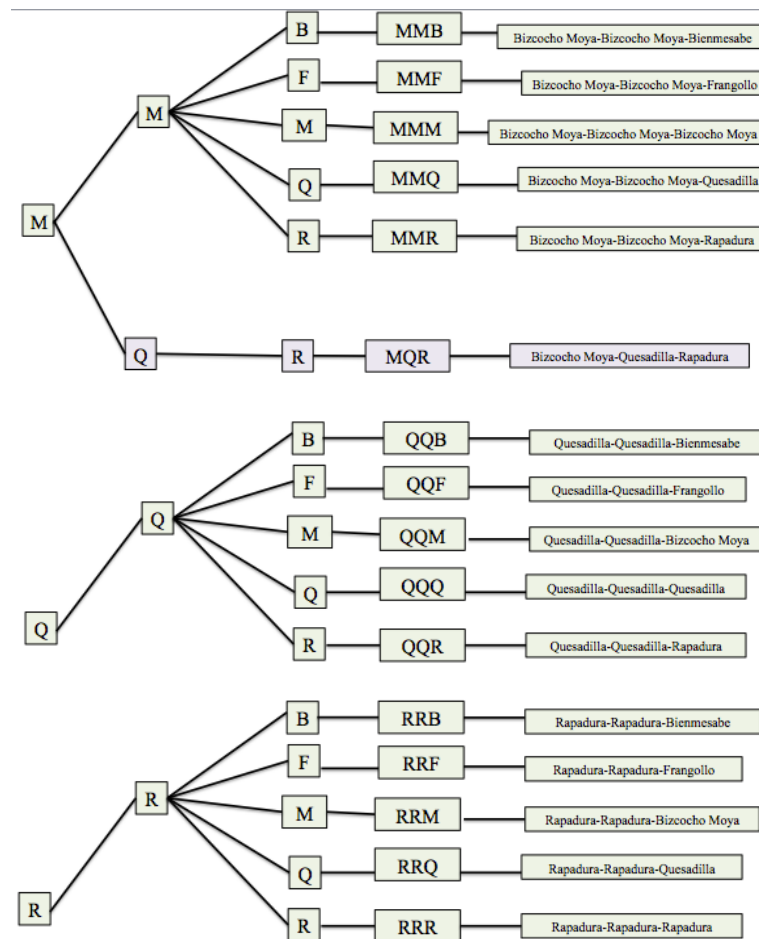 B MMB Bizcocho Moya-Bizcocho Moya-Bienmesabe
F MMF Bizcocho Moya-Bizcocho Moya-Frangollo
M
M MMM Bizcocho Moya-Bizcocho Moya-Bizcocho Moya
Q MMQ Bizcocho Moya-Bizcocho Moya-Quesadilla
M
R MMR Bizcocho Moya-Bizcocho Moya-Rapadura
Q R MQR Bizcocho Moya-Quesadilla-Rapadura
B QQB Quesadilla-Quesadilla-Bienmesabe
F QQF Quesadilla-Quesadilla-Frangollo
Q
M QQM Quesadilla-Quesadilla-Bizcocho Moya
Q QQQ Quesadilla-Quesadilla-Quesadilla
Q
R QQR Quesadilla-Quesadilla-Rapadura
B RRB Rapadura-Rapadura-Bienmesabe
F RRF Rapadura-Rapadura-Frangollo
R
M RRM Rapadura-Rapadura-Bizcocho Moya
Q RRQ Rapadura-Rapadura-Quesadilla
R
R RRR Rapadura-Rapadura-Rapadura